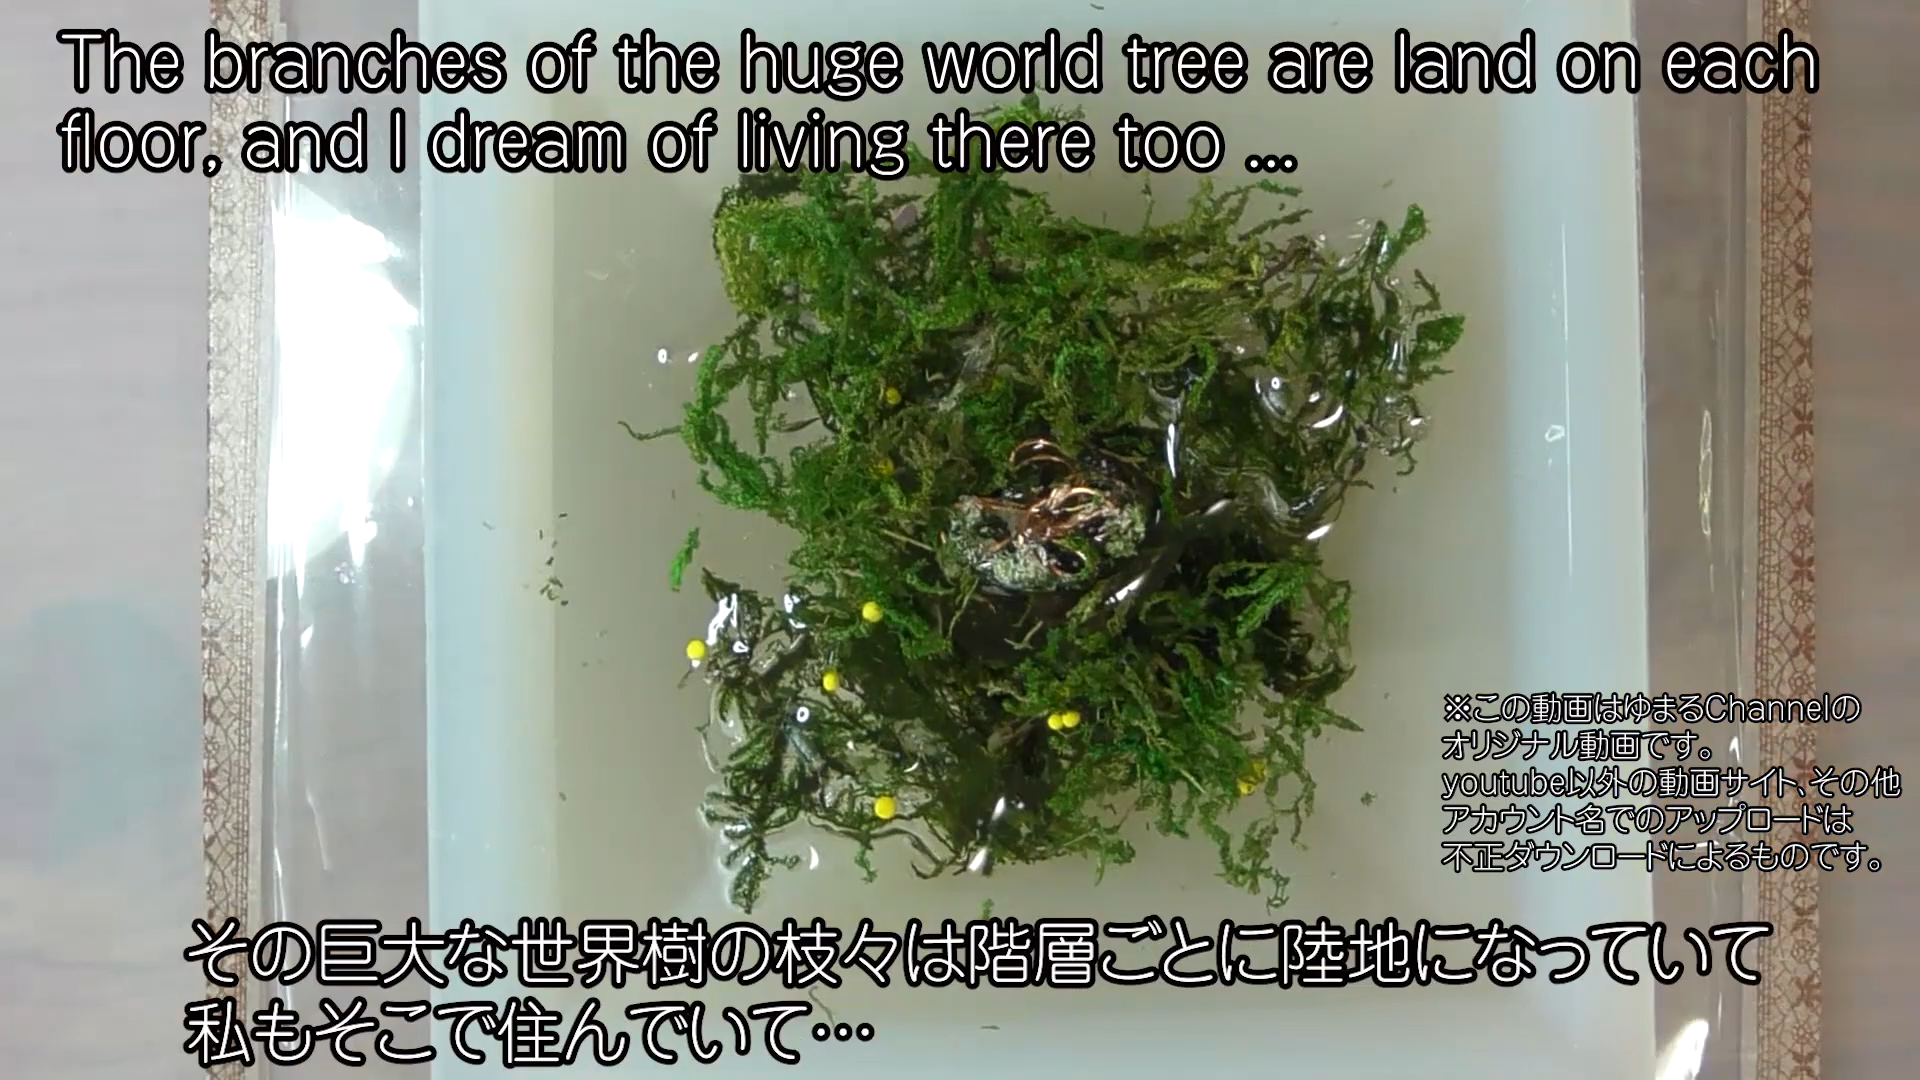 The branches of the huge world tree are land on each
floor, and I dream of living there too ...
※この動画はゆまるChannelの
オリジナル動画です。
youtube以外の動画サイト、その他
アカウント名でのアップロードは
不正ダウンロードによるものです。
その巨大な世界樹の枝々は階層ごとに陸地になっていて
私もそこで住んでいて…